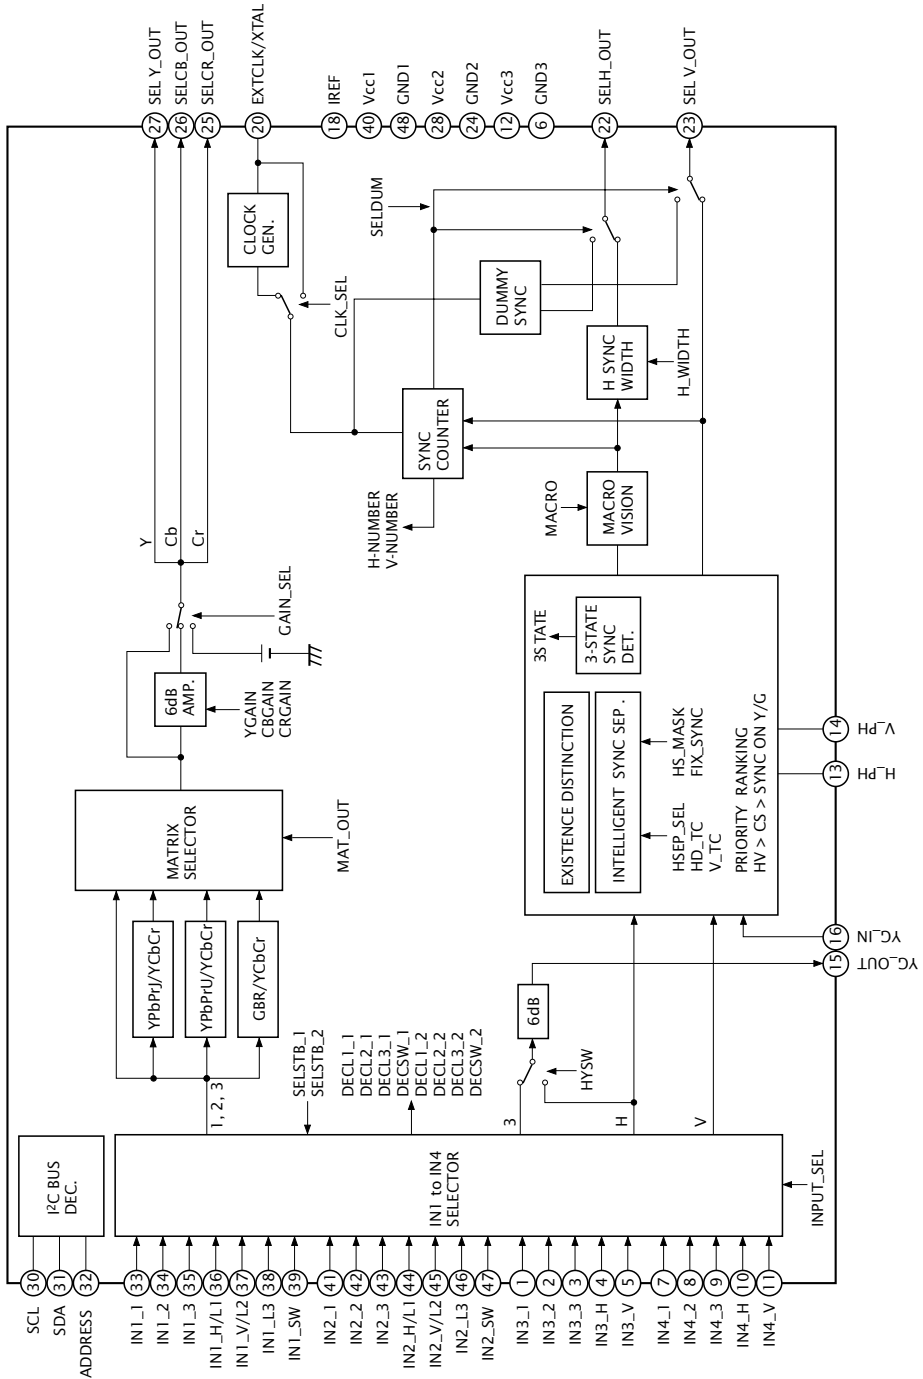 SCL 30
SDA 31
ADDRESS 32
I²C BUS
DEC.
IN1_1 33
IN1_2 34
IN1_3 35
IN1_H/L1 36
IN1_V/L2 37
IN1_L3 38
IN1_SW 39
IN2_1 41
IN2_2 42
IN2_3 43
IN2_H/L1 44
IN2_V/L2 45
IN2_L3 46
IN2_SW 47
IN3_1 1
IN3_2 2
IN3_3 3
IN3_H 4
IN3_V 5
IN4_1 7
IN4_2 8
IN4_3 9
IN4_H 10
IN4_V 11
IN1 to IN4
SELECTOR
INPUT_SEL
1, 2, 3
SELSTB_1
SELSTB_2
DECL1_1
DECL2_1
DECL3_1
DECSW_1
DECL1_2
DECL2_2
DECL3_2
DECSW_2
3
H
V
HYSW
6dB
YPbPrJ/YCbCr
YPbPrU/YCbCr
GBR/YCbCr
MATRIX
SELECTOR
MAT_OUT
6dB
AMP.
YGAIN
CBGAIN
CRGAIN
GAIN_SEL
Y
Cb
Cr
15 YG_OUT
16 YG_IN
13 H_PH
14 V_PH
EXISTENCE DISTINCTION
INTELLIGENT SYNC SEP .
3STATE
3-STATE
SYNC
DET.
HSEP_SEL
HD_TC
V_TC
HS_MASK
FIX_SYNC
PRIORITY RANKING
HV > CS > SYNC ON Y/G
MACRO
MACRO
VISION
H-NUMBER
V-NUMBER
SYNC
COUNTER
H SYNC
WIDTH
H_WIDTH
DUMMY
SYNC
CLK_SEL
CLOCK
GEN.
SELDUM
27 SEL Y_OUT
26 SELCB_OUT
25 SELCR_OUT
20 EXTCLK/XTAL
18 IREF
40 Vcc1
48 GND1
28 Vcc2
24 GND2
12 Vcc3
6 GND3
22 SELH_OUT
23 SEL V_OUT